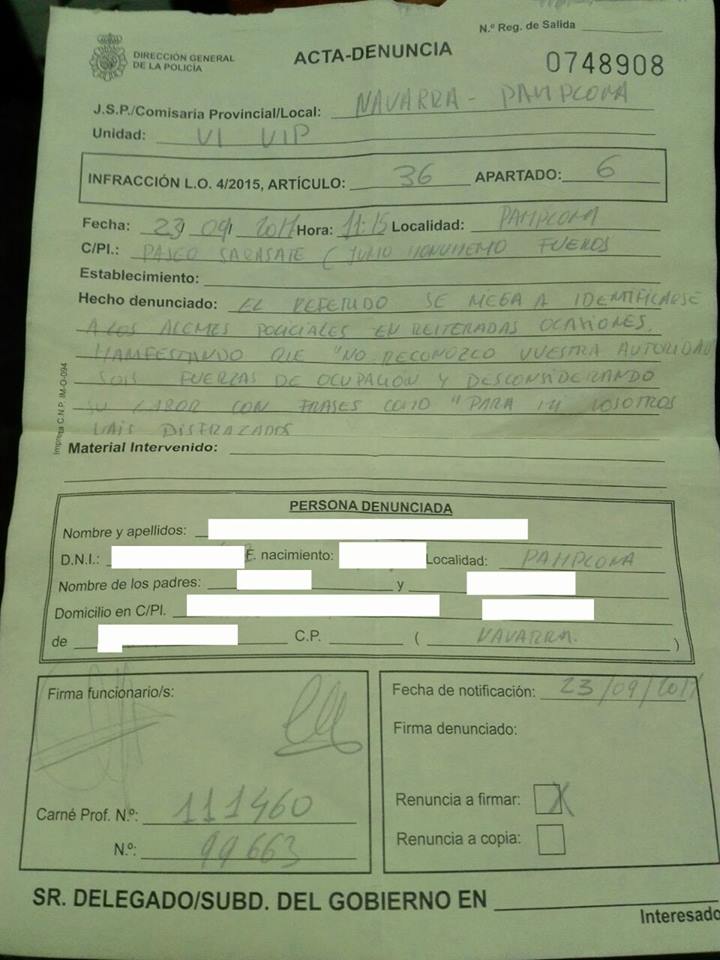 N.º Reg. de Salida
DIRECCIÓN GENERAL
DE LA POLICÍA
ACTA-DENUNCIA
0748908
J.S.P./Comisaria Provincial/Local: NAVARRA - PAMPLONA
Unidad: VI UIP
INFRACCIÓN L.O. 4/2015, ARTÍCULO: 36 APARTADO: 6
Fecha: 23 09 2017 Hora: 11:15 Localidad: PAMPLONA
C/Pl.: PASEO SARASATE ( JUNTO MONUMENTO FUEROS
Establecimiento:
Hecho denunciado: EL REFERIDO SE NIEGA A IDENTIFICARSE
A LOS AGENTES POLICIALES EN REITERADAS OCASIONES,
MANIFESTANDO QUE "NO RECONOZCO VUESTRA AUTORIDAD
SOIS FUERZAS DE OCUPACIÓN Y DESCONSIDERANDO
SU LABOR CON FRASES COMO "PARA MI VOSOTROS
VAIS DISFRAZADOS
Material Intervenido:
Imprenta C.N.P. IM-O-094
PERSONA DENUNCIADA
Nombre y apellidos:
D.N.I.: F. nacimiento: Localidad: PAMPLONA
Nombre de los padres: y
Domicilio en C/Pl.
de C.P. ( NAVARRA. )
Firma funcionario/s:
Carné Prof. N.º: 111460
N.º: 99663
Fecha de notificación: 23/09/2017
Firma denunciado:
Renuncia a firmar: X
Renuncia a copia:
SR. DELEGADO/SUBD. DEL GOBIERNO EN
Interesado